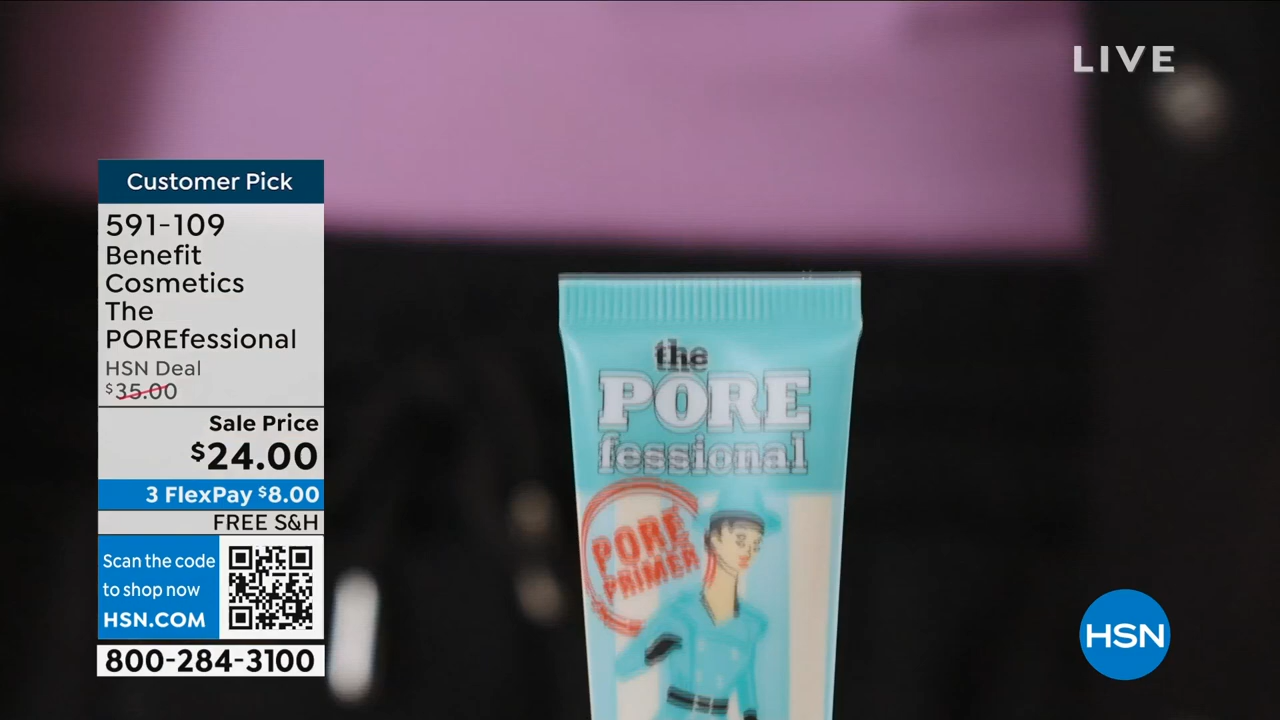 LIVE
Customer Pick
591-109
Benefit
Cosmetics
The
POREfessional
HSN Deal
$35.00
Sale Price
$24.00
3 FlexPay $8.00
FREE S&H
Scan the code
to shop now
HSN.COM
800-284-3100
the
PORE
fessional
PORE
PRIMER
HSN